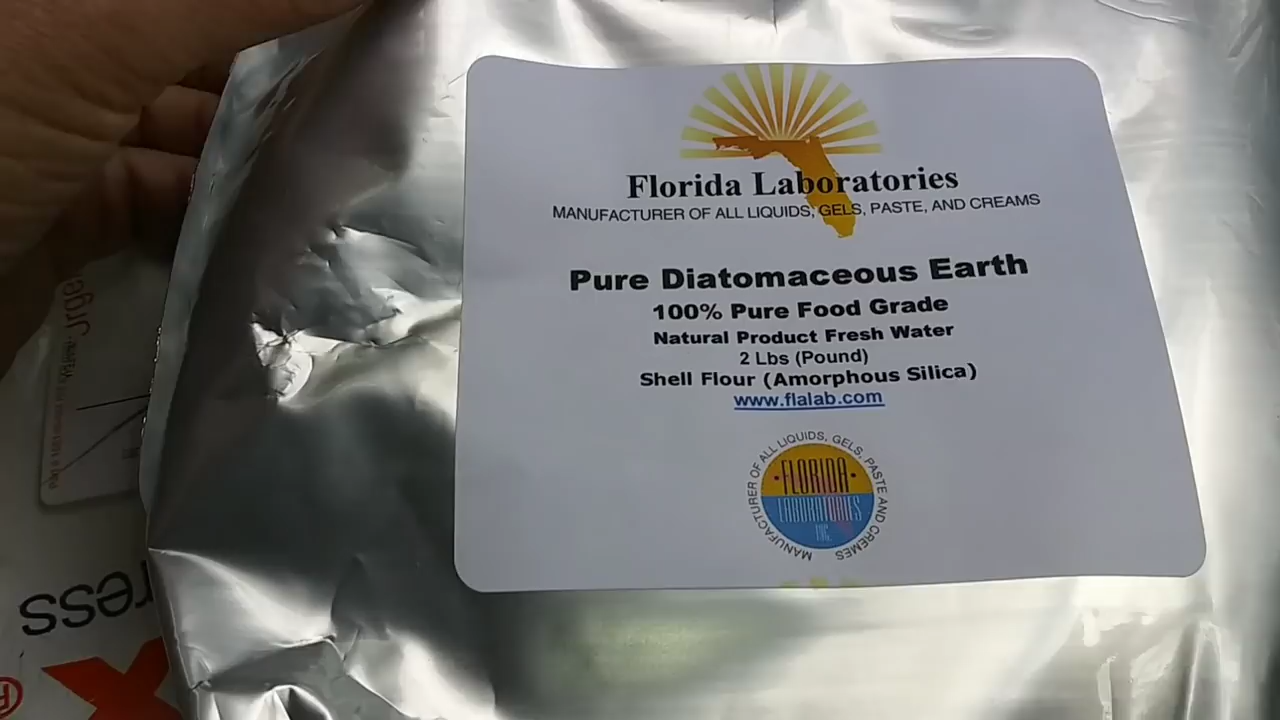 Florida Laboratories
MANUFACTURER OF ALL LIQUIDS, GELS, PASTE, AND CREAMS
Pure Diatomaceous Earth
100% Pure Food Grade
Natural Product Fresh Water
2 Lbs (Pound)
Shell Flour (Amorphous Silica)
www.flalab.com
MANUFACTURER OF ALL LIQUIDS, GELS, PASTE AND CREMES
·FLORIDA·
LABORATORIES
INC.
ress